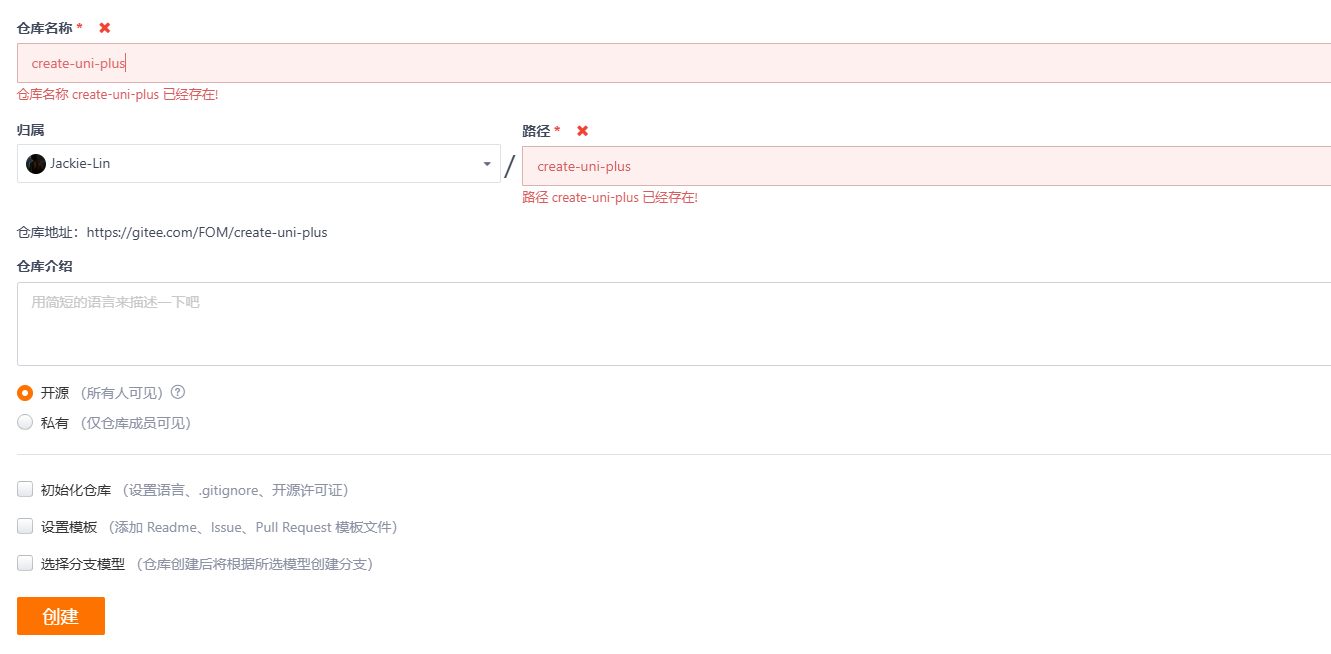 仓库名称 *
create-uni-plus
仓库名称 create-uni-plus 已经存在!
归属
路径 *
Jackie-Lin
/
create-uni-plus
路径 create-uni-plus 已经存在!
仓库地址：https://gitee.com/FOM/create-uni-plus
仓库介绍
用简短的语言来描述一下吧
开源 （所有人可见） ?
私有 （仅仓库成员可见）
初始化仓库 （设置语言、.gitignore、开源许可证）
设置模板 （添加 Readme、Issue、Pull Request 模板文件）
选择分支模型 （仓库创建后将根据所选模型创建分支）
创建